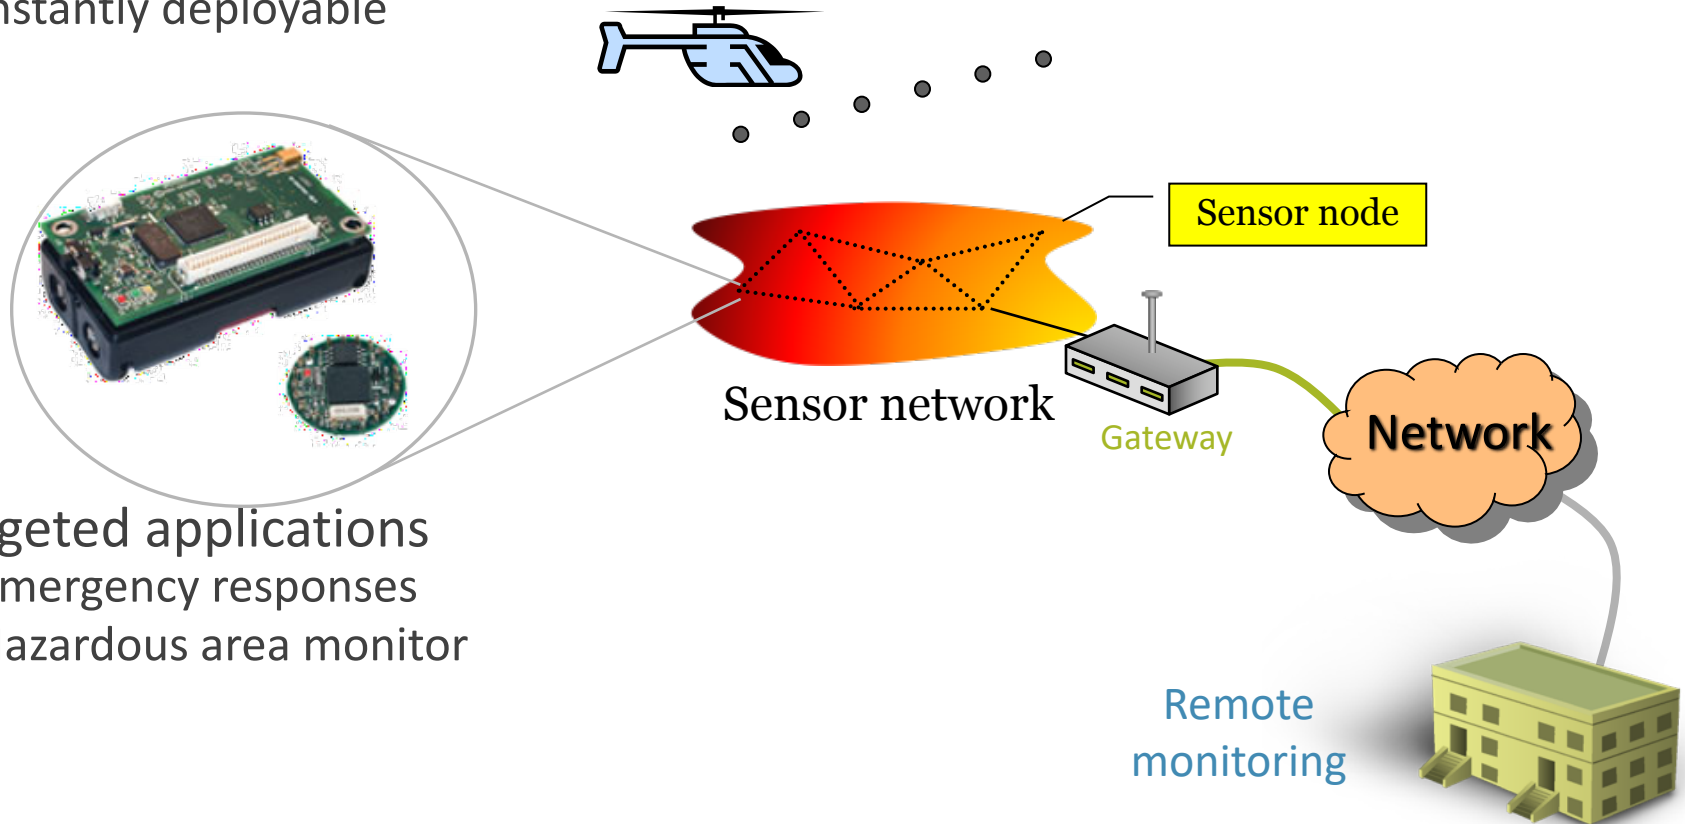 nstantly deployable
Sensor node
Sensor network
Gateway
Network
geted applications
mergency responses
azardous area monitor
Remote
monitoring